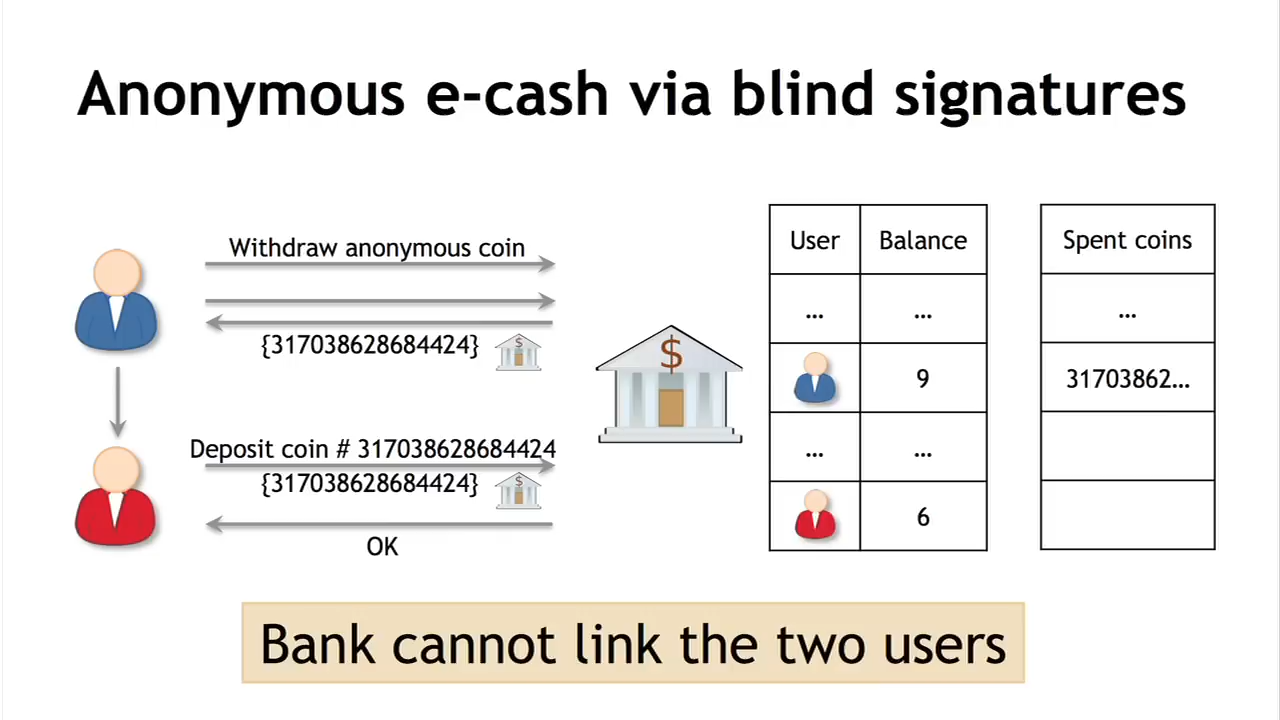 Anonymous e-cash via blind signatures
Withdraw anonymous coin
{317038628684424}
$
Deposit coin # 317038628684424
{317038628684424}
$
OK
$
User Balance
... ...
9
... ...
6
Spent coins
...
31703862...
Bank cannot link the two users